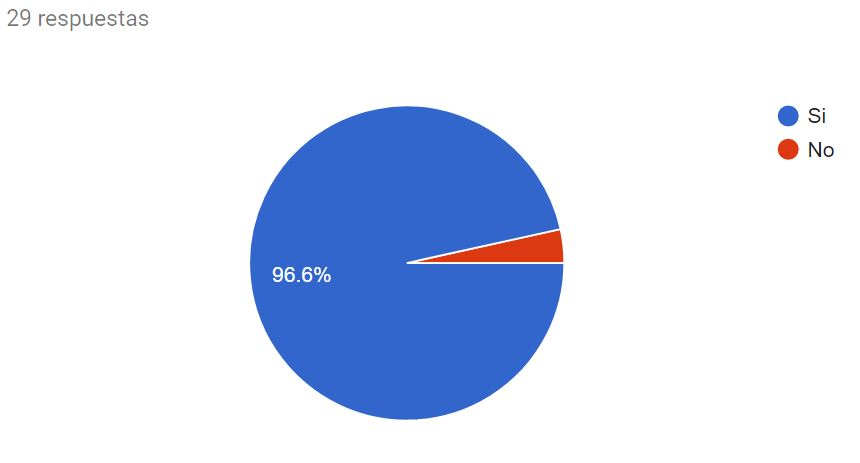 29 respuestas
Si
No
96.6%